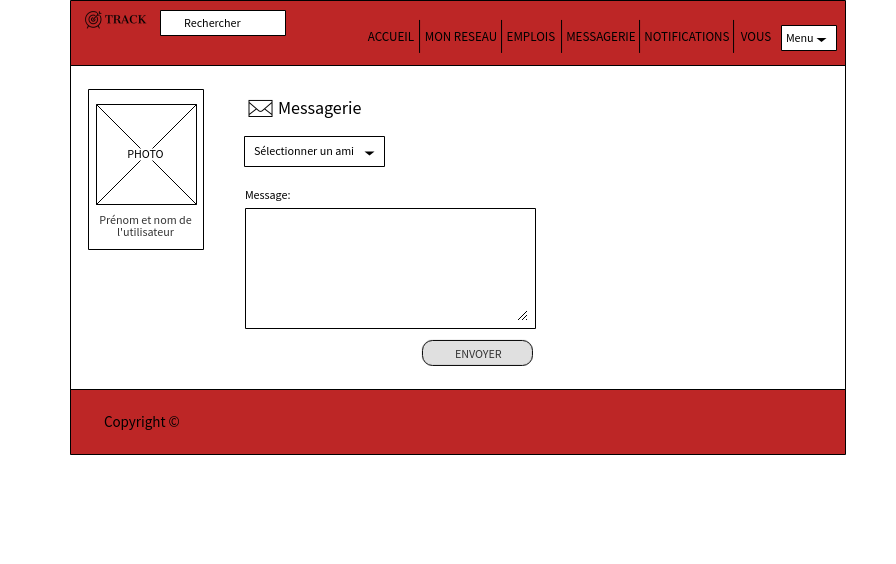 TRACK
Rechercher
ACCUEIL
MON RESEAU
EMPLOIS
MESSAGERIE
NOTIFICATIONS
VOUS
Menu
PHOTO
Prénom et nom de
l'utilisateur
Messagerie
Sélectionner un ami
Message:
ENVOYER
Copyright ©